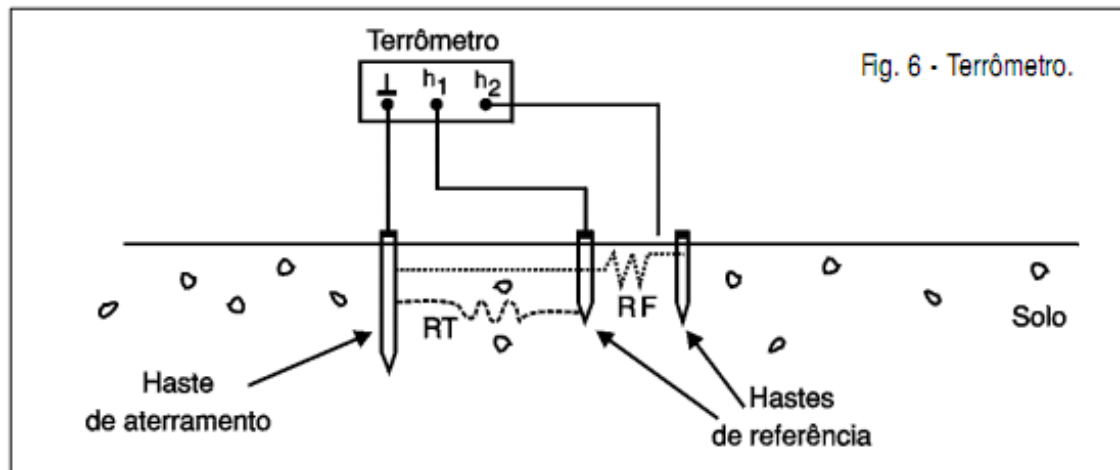 Terrômetro
h1 h2
Fig. 6 - Terrômetro.
RT
RF
Solo
Haste
de aterramento
Hastes
de referência